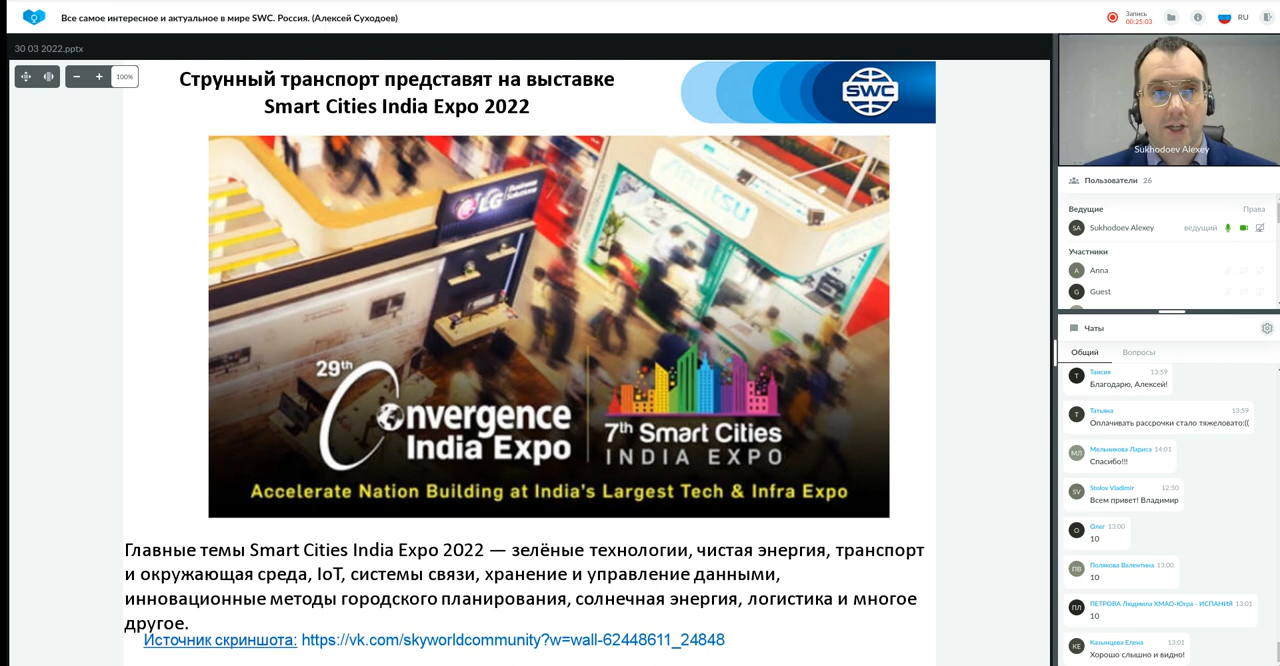 Все самое интересное и актуальное в мире SWC. Россия. (Алексей Суходоев)
Запись
00:25:03
RU
30 03 2022.pptx
100%
Струнный транспорт представят на выставке
Smart Cities India Expo 2022
SWC
LG Business Solutions
29th
Convergence
India Expo
7th Smart Cities
INDIA EXPO
Accelerate Nation Building at India's Largest Tech & Infra Expo
Главные темы Smart Cities India Expo 2022 — зелёные технологии, чистая энергия, транспорт
и окружающая среда, IoT, системы связи, хранение и управление данными,
инновационные методы городского планирования, солнечная энергия, логистика и многое
другое.
Источник скриншота: https://vk.com/skyworldcommunity?w=wall-62448611_24848
Sukhodoev Alexey
Пользователи 26
Ведущие Права
SA Sukhodoev Alexey ведущий
Участники
A Anna
G Guest
Чаты
Общий Вопросы
Таисия 13:59
T Благодарю, Алексей!
Татьяна 13:59
T Оплачивать рассрочки стало тяжеловато:((
Мельникова Лариса 14:01
МЛ Спасибо!!!
Stolov Vladimir 12:50
SV Всем привет! Владимир
Олег 13:00
О 10
Полякова Валентина 13:00
ПВ 10
ПЕТРОВА Людмила ХМАО-Югра - ИСПАНИЯ 13:01
ПЛ 10
Казьмцева Елена 13:01
КЕ Хорошо слышно и видно!